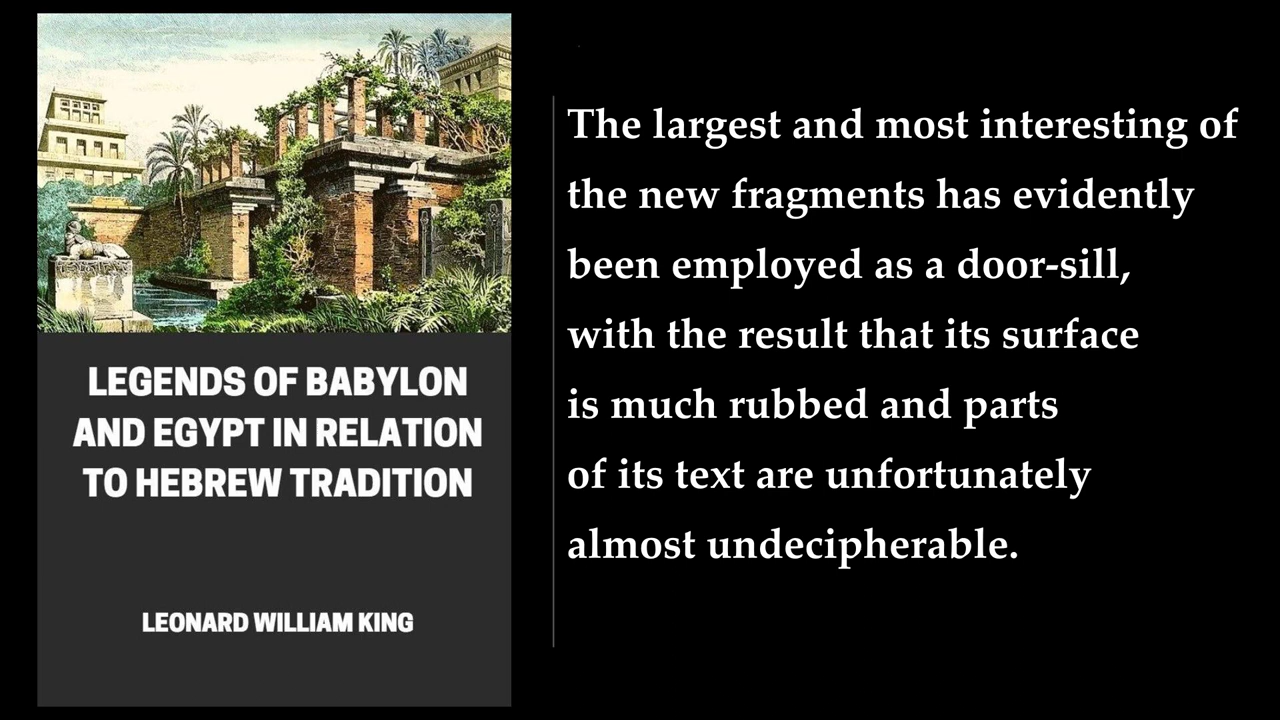 LEGENDS OF BABYLON
AND EGYPT IN RELATION
TO HEBREW TRADITION
LEONARD WILLIAM KING
The largest and most interesting of
the new fragments has evidently
been employed as a door-sill,
with the result that its surface
is much rubbed and parts
of its text are unfortunately
almost undecipherable.